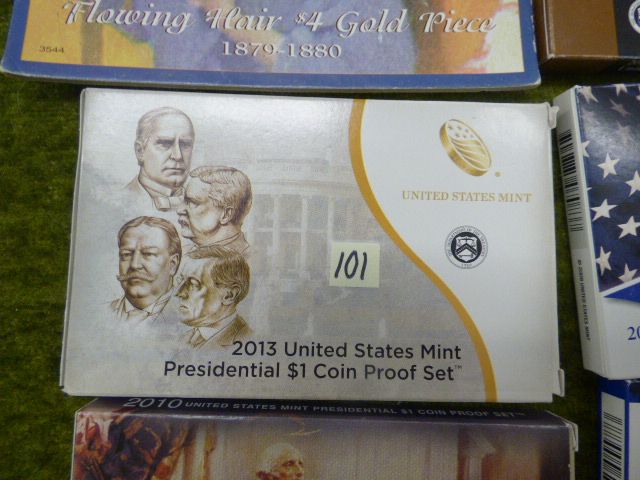 Flowing Hair $4 Gold Piece
3544
1879-1880
UNITED STATES MINT
101
2013 United States Mint
Presidential $1 Coin Proof Set™
2010 UNITED STATES MINT PRESIDENTIAL $1 COIN PROOF SET™